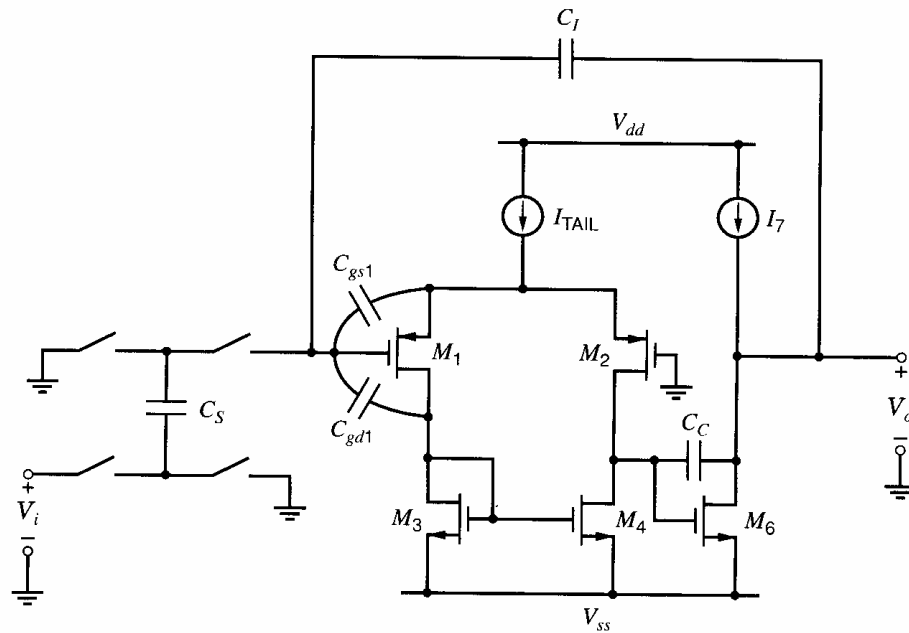 C_I
V_dd
I_TAIL
I_7
C_gs1
M_1
M_2
C_S
C_gd1
C_C
V_o
+
−
+
V_i
−
M_3
M_4
M_6
V_ss